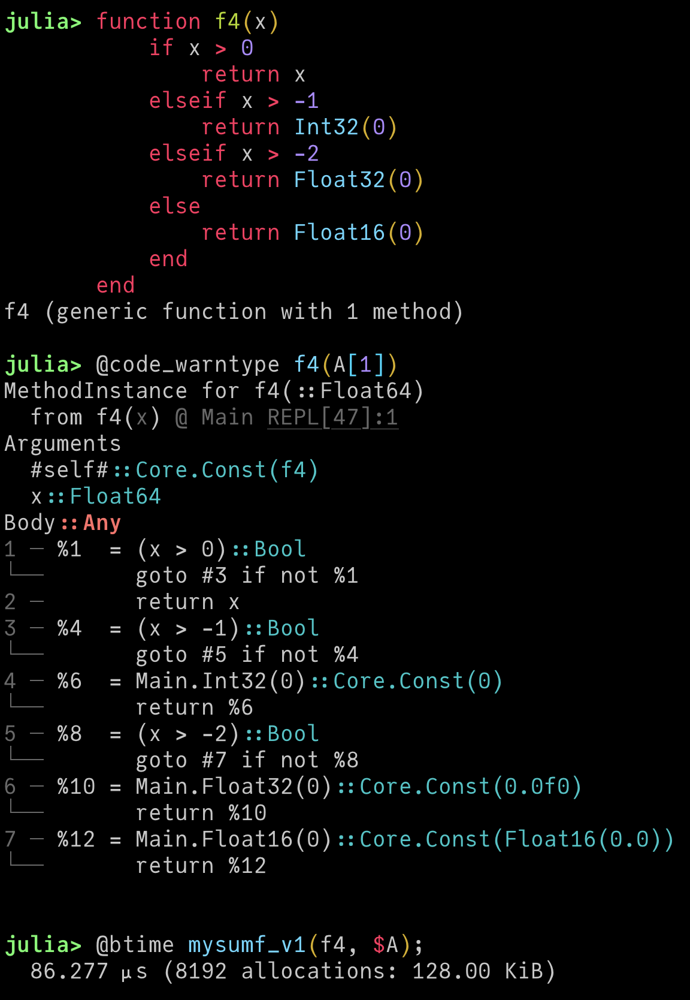 julia> function f4(x)
           if x > 0
               return x
           elseif x > -1
               return Int32(0)
           elseif x > -2
               return Float32(0)
           else
               return Float16(0)
           end
       end
f4 (generic function with 1 method)

julia> @code_warntype f4(A[1])
MethodInstance for f4(::Float64)
  from f4(x) @ Main REPL[47]:1
Arguments
  #self#::Core.Const(f4)
  x::Float64
Body::Any
1 ─ %1  = (x > 0)::Bool
└──       goto #3 if not %1
2 ─       return x
3 ─ %4  = (x > -1)::Bool
└──       goto #5 if not %4
4 ─ %6  = Main.Int32(0)::Core.Const(0)
└──       return %6
5 ─ %8  = (x > -2)::Bool
└──       goto #7 if not %8
6 ─ %10 = Main.Float32(0)::Core.Const(0.0f0)
└──       return %10
7 ─ %12 = Main.Float16(0)::Core.Const(Float16(0.0))
└──       return %12

julia> @btime mysumf_v1(f4, $A);
  86.277 μs (8192 allocations: 128.00 KiB)